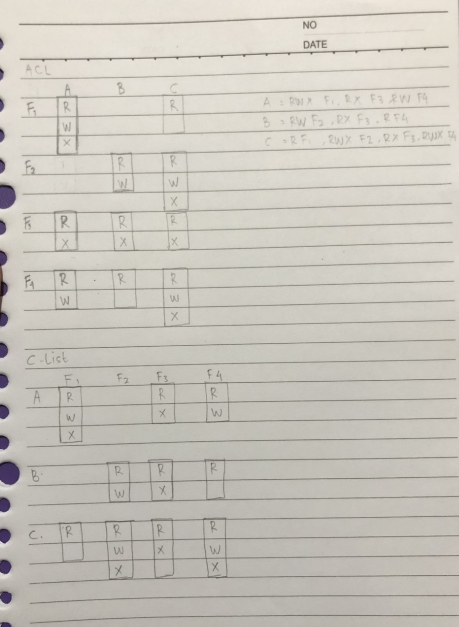 NO
DATE
ACL
A B C
F1 R R A = RWX F1, RX F3, RW F4
W B = RW F2, RX F3, R F4
X C = R F1, RWX F2, RX F3, RWX F4
F2 R R
W W
X
F3 R R R
X X X
F4 R R R
W W
X
C-List
F1 F2 F3 F4
A R R R
W X W
X
B. R R R
W X
C. R R R R
W X W
X X